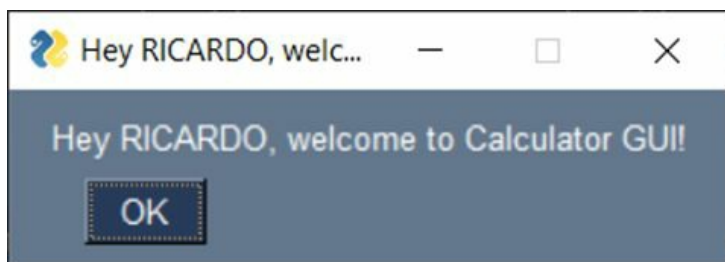 Hey RICARDO, welc...
Hey RICARDO, welcome to Calculator GUI!
OK